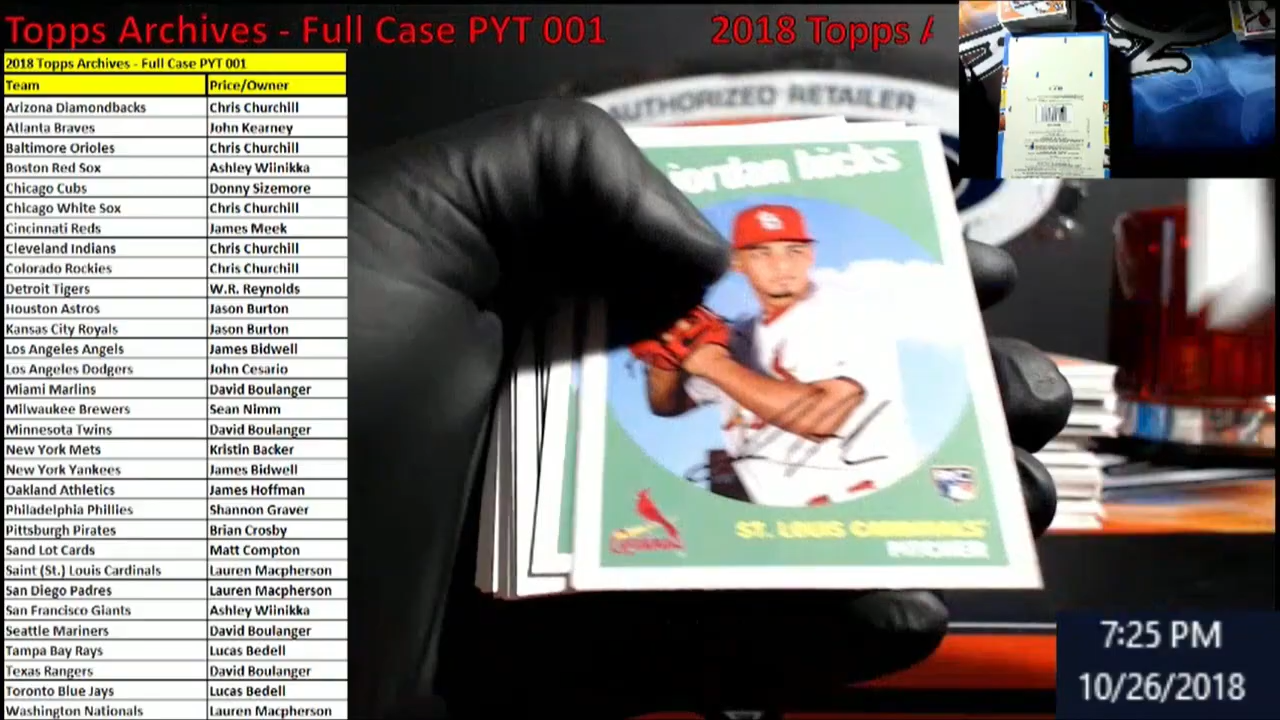 Topps Archives - Full Case PYT 001 2018 Topps
2018 Topps Archives - Full Case PYT 001
Team Price/Owner
Arizona Diamondbacks Chris Churchill
Atlanta Braves John Kearney
Baltimore Orioles Chris Churchill
Boston Red Sox Ashley Wiinikka
Chicago Cubs Donny Sizemore
Chicago White Sox Chris Churchill
Cincinnati Reds James Meek
Cleveland Indians Chris Churchill
Colorado Rockies Chris Churchill
Detroit Tigers W.R. Reynolds
Houston Astros Jason Burton
Kansas City Royals Jason Burton
Los Angeles Angels James Bidwell
Los Angeles Dodgers John Cesario
Miami Marlins David Boulanger
Milwaukee Brewers Sean Nimm
Minnesota Twins David Boulanger
New York Mets Kristin Backer
New York Yankees James Bidwell
Oakland Athletics James Hoffman
Philadelphia Phillies Shannon Graver
Pittsburgh Pirates Brian Crosby
Sand Lot Cards Matt Compton
Saint (St.) Louis Cardinals Lauren Macpherson
San Diego Padres Lauren Macpherson
San Francisco Giants Ashley Wiinikka
Seattle Mariners David Boulanger
Tampa Bay Rays Lucas Bedell
Texas Rangers David Boulanger
Toronto Blue Jays Lucas Bedell
Washington Nationals Lauren Macpherson
AUTHORIZED RETAILER
jordan hicks
ST. LOUIS CARDINALS
PITCHER
7:25 PM
10/26/2018